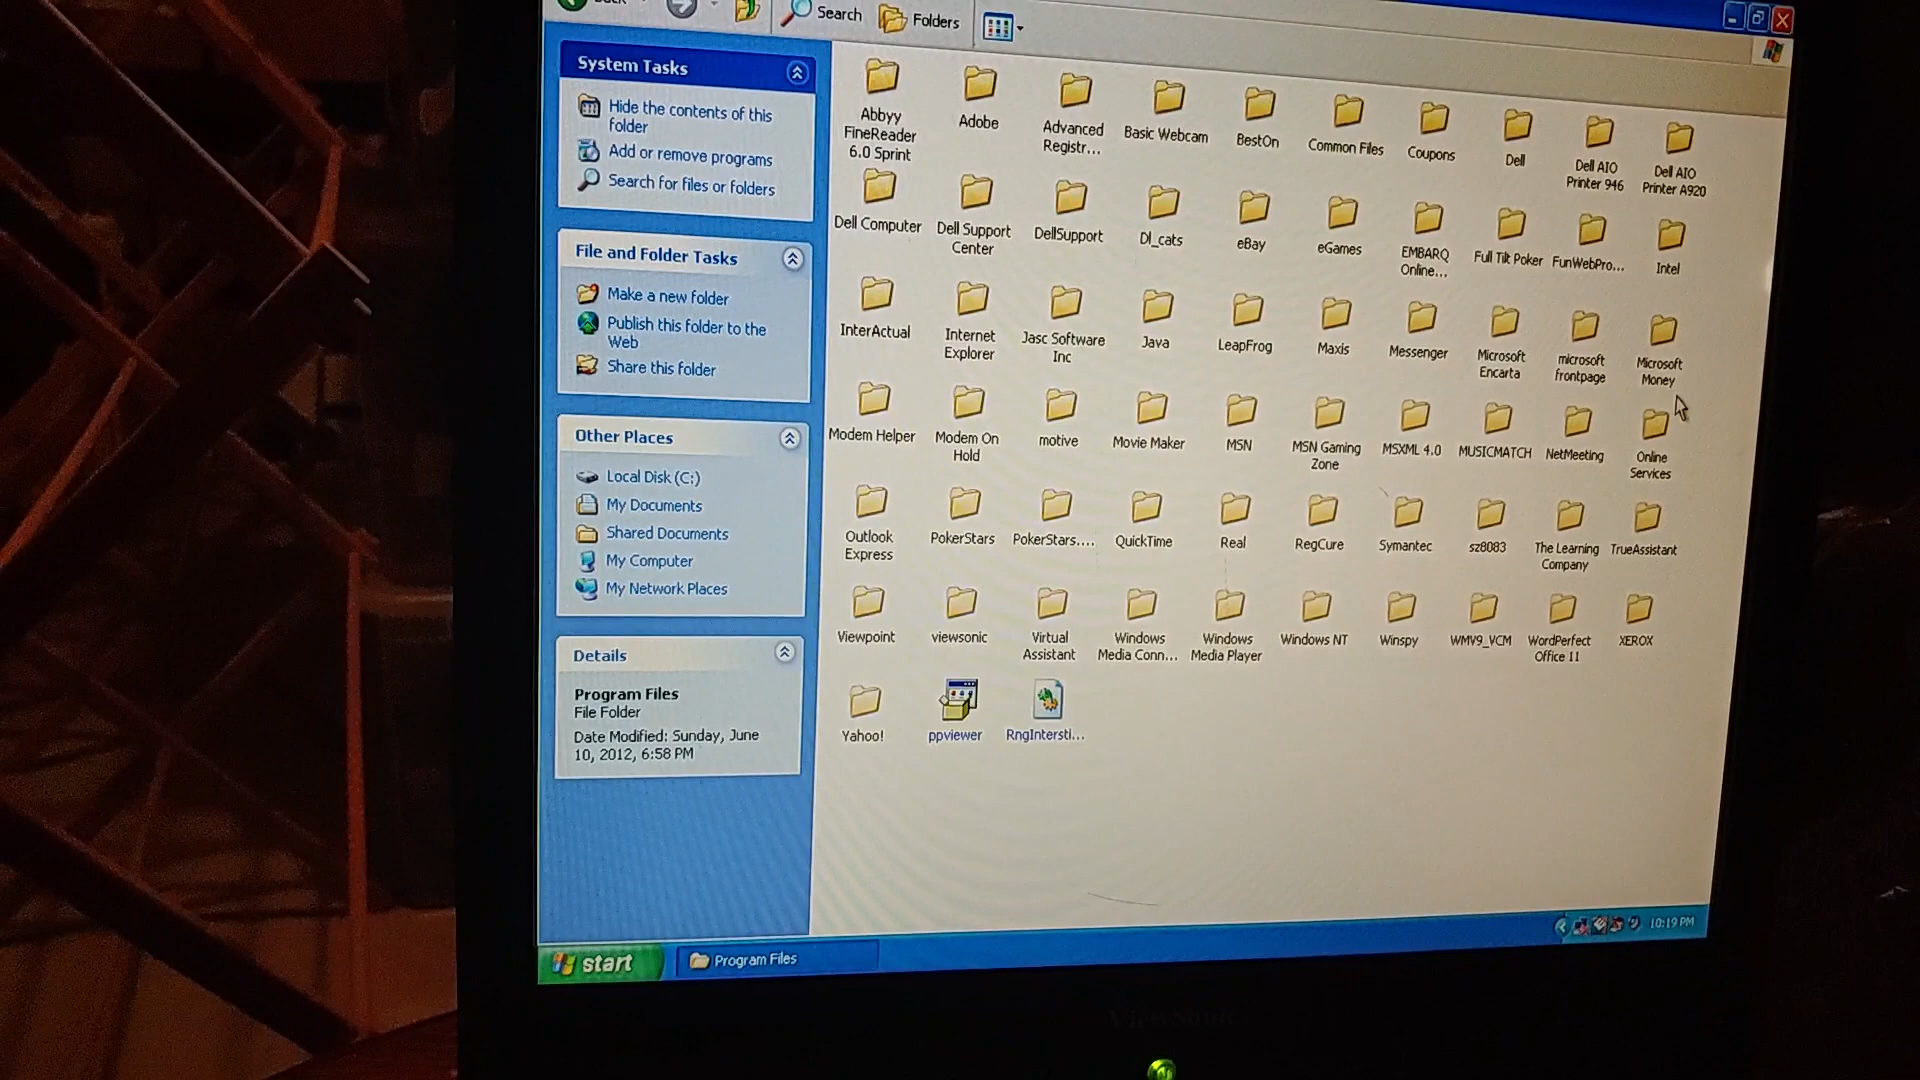 Search
Folders
System Tasks
Hide the contents of this
folder
Add or remove programs
Search for files or folders
File and Folder Tasks
Make a new folder
Publish this folder to the
Web
Share this folder
Other Places
Local Disk (C:)
My Documents
Shared Documents
My Computer
My Network Places
Details
Program Files
File Folder
Date Modified: Sunday, June
10, 2012, 6:58 PM
Abbyy
FineReader
6.0 Sprint
Adobe
Advanced
Registr...
Basic Webcam
BestOn
Common Files
Coupons
Dell
Dell AIO
Printer 946
Dell AIO
Printer A920
Dell Computer
Dell Support
Center
DellSupport
Dl_cats
eBay
eGames
EMBARQ
Online...
Full Tilt Poker
FunWebPro...
Intel
InterActual
Internet
Explorer
Jasc Software
Inc
Java
LeapFrog
Maxis
Messenger
Microsoft
Encarta
microsoft
frontpage
Microsoft
Money
Modem Helper
Modem On
Hold
motive
Movie Maker
MSN
MSN Gaming
Zone
MSXML 4.0
MUSICMATCH
NetMeeting
Online
Services
Outlook
Express
PokerStars
PokerStars....
QuickTime
Real
RegCure
Symantec
sz8083
The Learning
Company
TrueAssistant
Viewpoint
viewsonic
Virtual
Assistant
Windows
Media Conn...
Windows
Media Player
Windows NT
Winspy
WMV9_VCM
WordPerfect
Office 11
XEROX
Yahoo!
ppviewer
RngIntersti...
start
Program Files
10:19 PM
ViewSonic